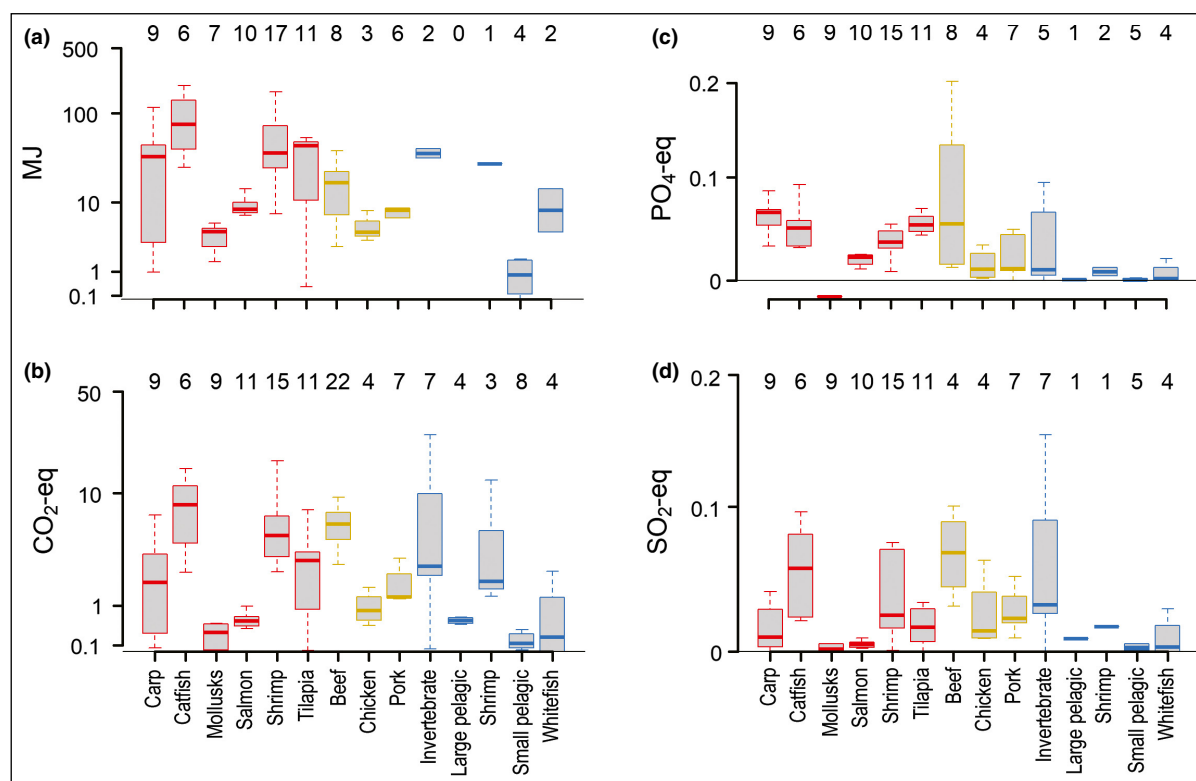 (a)
9 6 7 10 17 11 8 3 6 2 0 1 4 2
500
100
10
1
0.1
MJ
(c)
9 6 9 10 15 11 8 4 7 5 1 2 5 4
0.2
0.1
0
PO4-eq
(b)
9 6 9 11 15 11 22 4 7 7 4 3 8 4
50
10
1
0.1
CO2-eq
Carp
Catfish
Mollusks
Salmon
Shrimp
Tilapia
Beef
Chicken
Pork
Invertebrate
Large pelagic
Shrimp
Small pelagic
Whitefish
(d)
9 6 9 10 15 11 4 4 7 7 1 1 5 4
0.2
0.1
0
SO2-eq
Carp
Catfish
Mollusks
Salmon
Shrimp
Tilapia
Beef
Chicken
Pork
Invertebrate
Large pelagic
Shrimp
Small pelagic
Whitefish